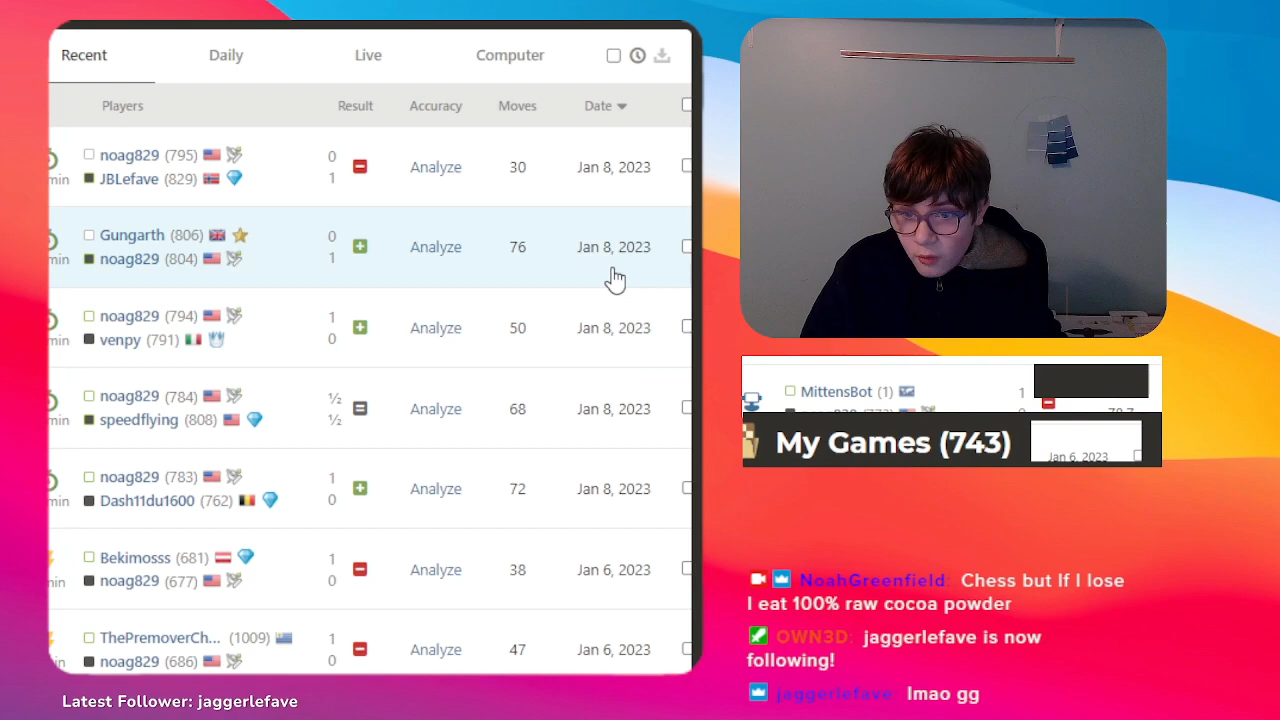 Recent Daily Live Computer
Players Result Accuracy Moves Date
noag829 (795) 0
min JBLefave (829) 1 Analyze 30 Jan 8, 2023
Gungarth (806) 0
min noag829 (804) 1 Analyze 76 Jan 8, 2023
noag829 (794) 1
min venpy (791) 0 Analyze 50 Jan 8, 2023
noag829 (784) ½
min speedflying (808) ½ Analyze 68 Jan 8, 2023
noag829 (783) 1
min Dash11du1600 (762) 0 Analyze 72 Jan 8, 2023
Bekimosss (681) 1
min noag829 (677) 0 Analyze 38 Jan 6, 2023
ThePremoverCh... (1009) 1
min noag829 (686) 0 Analyze 47 Jan 6, 2023
Latest Follower: jaggerlefave
MittensBot (1) 1
My Games (743)
Jan 6, 2023
NoahGreenfield: Chess but If I lose
I eat 100% raw cocoa powder
OWN3D: jaggerlefave is now
following!
jaggerlefave: lmao gg